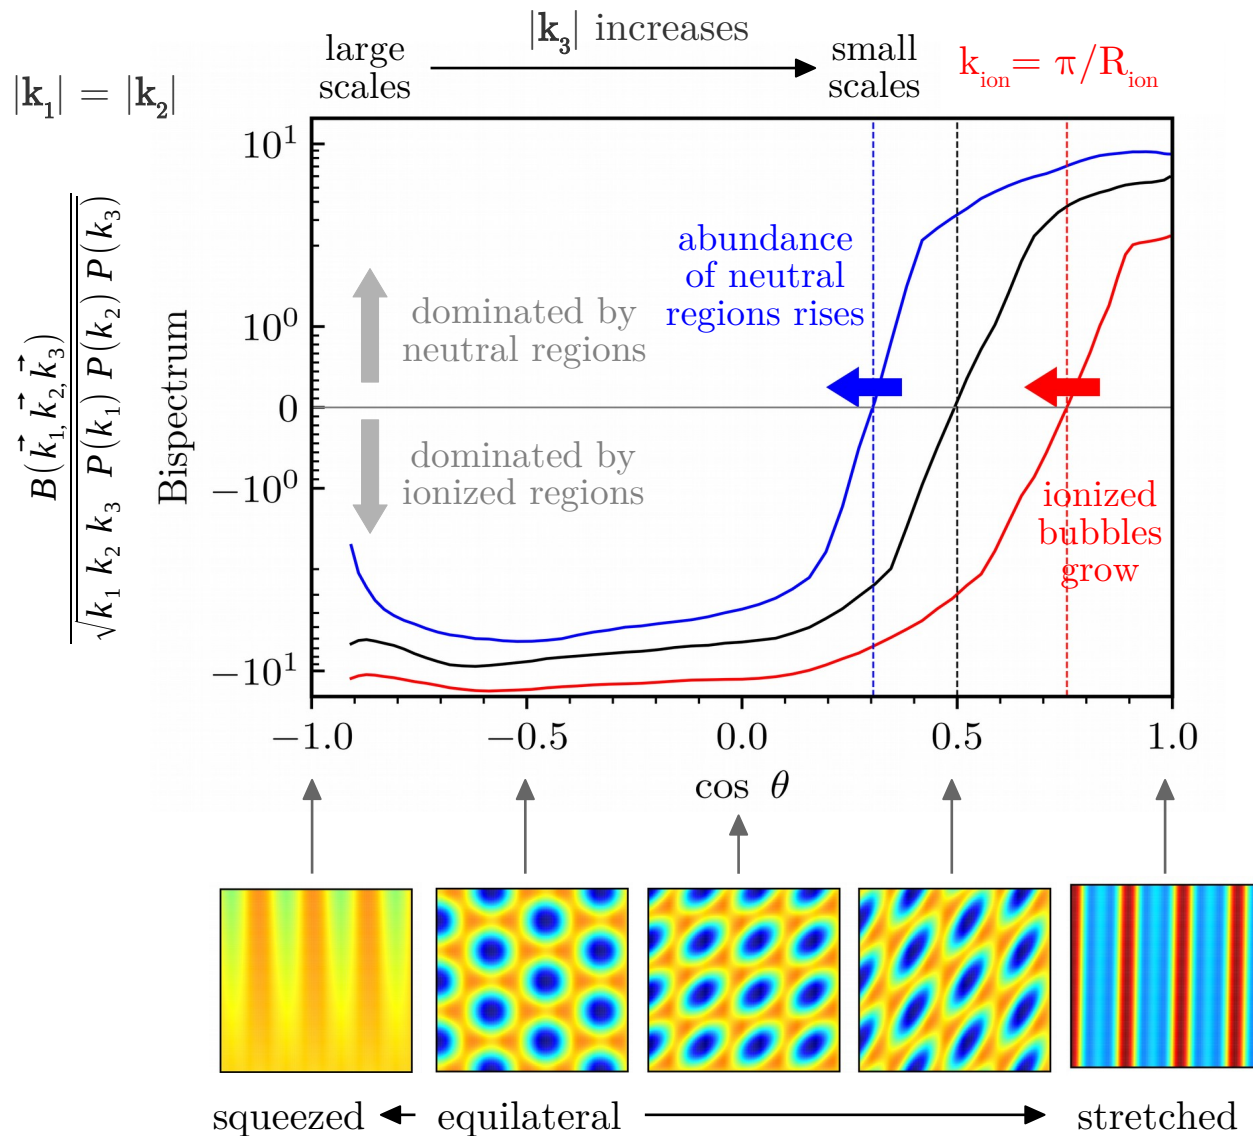 |k₃| increases
large
scales
small
scales
k_ion = π/R_ion
|k₁| = |k₂|
B(k⃗₁, k⃗₂, k⃗₃)
√k₁ k₂ k₃ P(k₁) P(k₂) P(k₃)
Bispectrum
10¹
10⁰
0
−10⁰
−10¹
abundance
of neutral
regions rises
dominated by
neutral regions
dominated by
ionized regions
ionized
bubbles
grow
−1.0 −0.5 0.0 0.5 1.0
cos θ
squeezed equilateral stretched